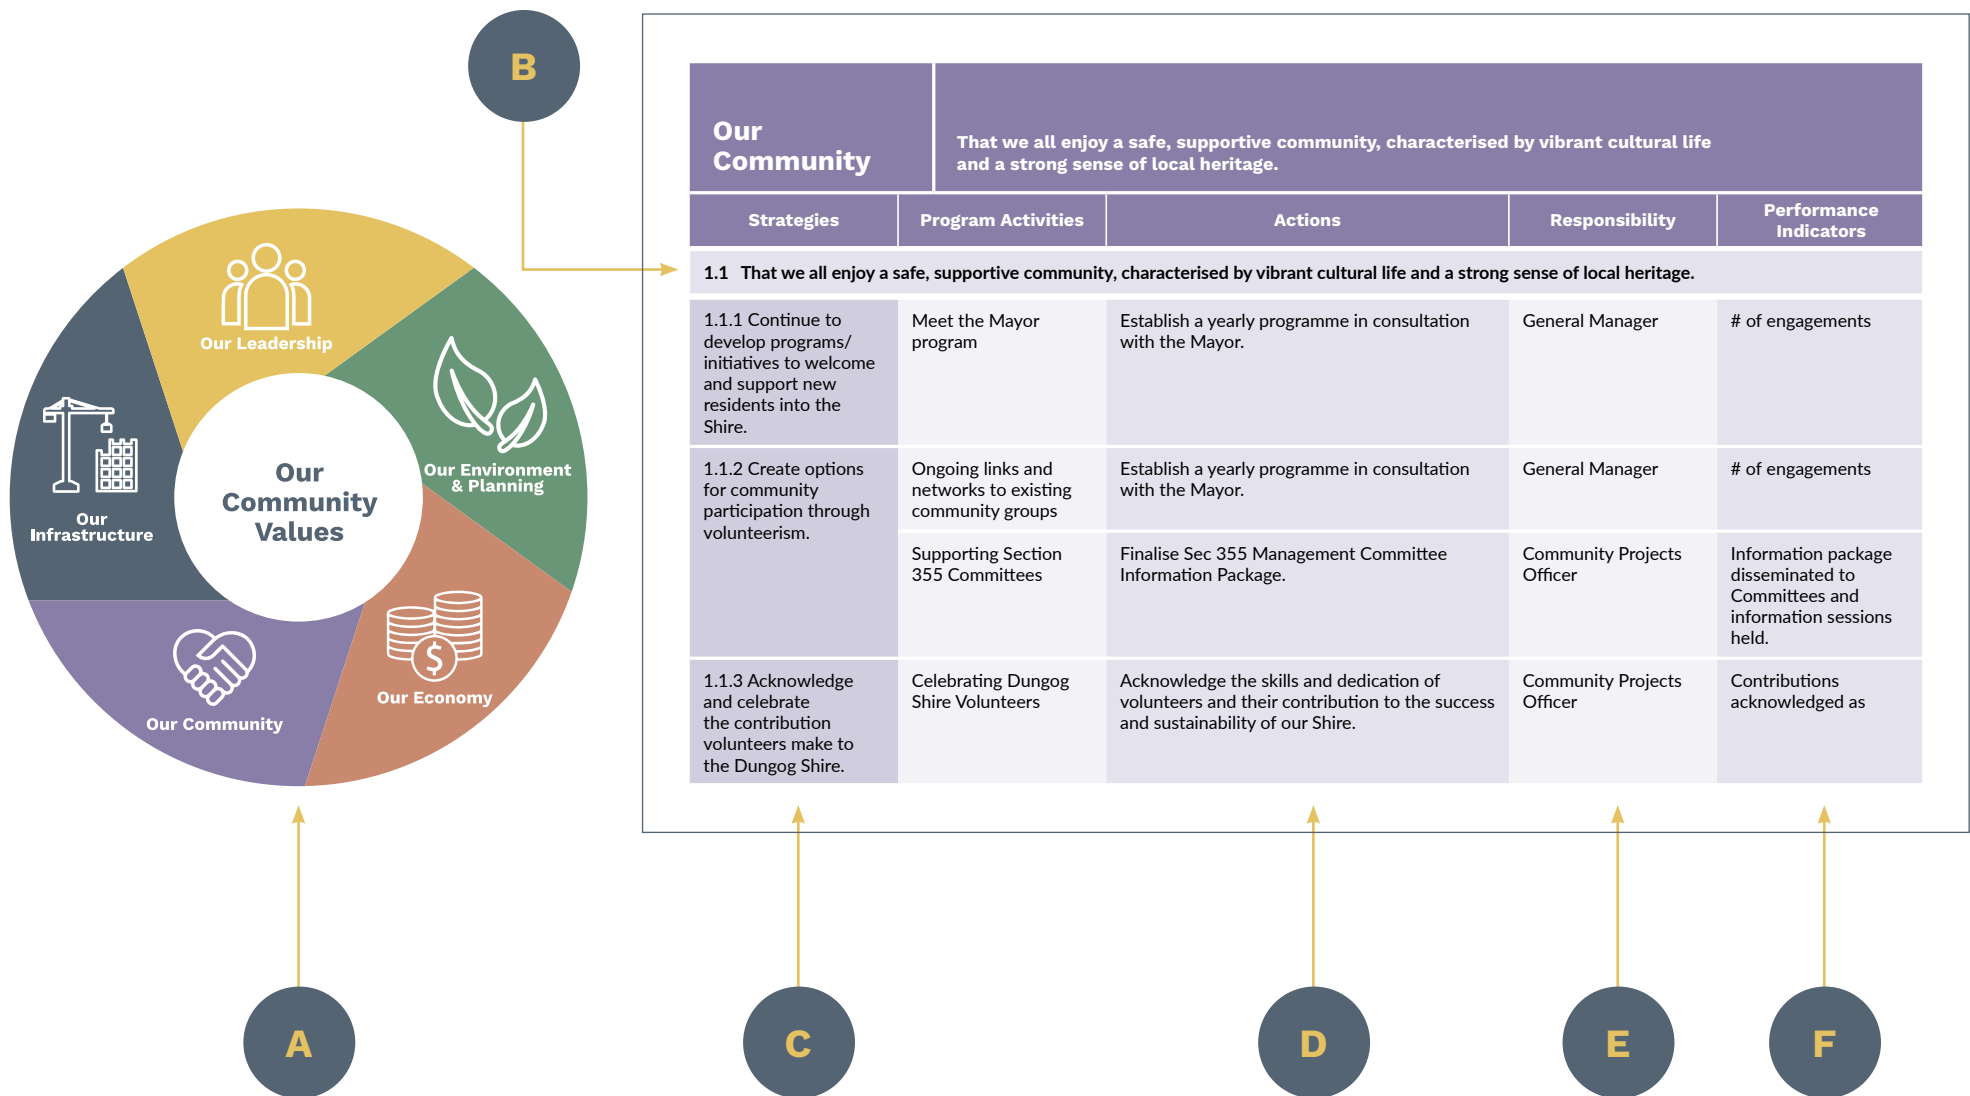 B
Our Leadership
Our Environment
& Planning
Our Economy
Our Community
Our
Infrastructure
Our
Community
Values
Our
Community
That we all enjoy a safe, supportive community, characterised by vibrant cultural life
and a strong sense of local heritage.
Strategies
Program Activities
Actions
Responsibility
Performance
Indicators
1.1 That we all enjoy a safe, supportive community, characterised by vibrant cultural life and a strong sense of local heritage.
1.1.1 Continue to
develop programs/
initiatives to welcome
and support new
residents into the
Shire.
Meet the Mayor
program
Establish a yearly programme in consultation
with the Mayor.
General Manager
# of engagements
1.1.2 Create options
for community
participation through
volunteerism.
Ongoing links and
networks to existing
community groups
Establish a yearly programme in consultation
with the Mayor.
General Manager
# of engagements
Supporting Section
355 Committees
Finalise Sec 355 Management Committee
Information Package.
Community Projects
Officer
Information package
disseminated to
Committees and
information sessions
held.
1.1.3 Acknowledge
and celebrate
the contribution
volunteers make to
the Dungog Shire.
Celebrating Dungog
Shire Volunteers
Acknowledge the skills and dedication of
volunteers and their contribution to the success
and sustainability of our Shire.
Community Projects
Officer
Contributions
acknowledged as
$
A
C
D
E
F